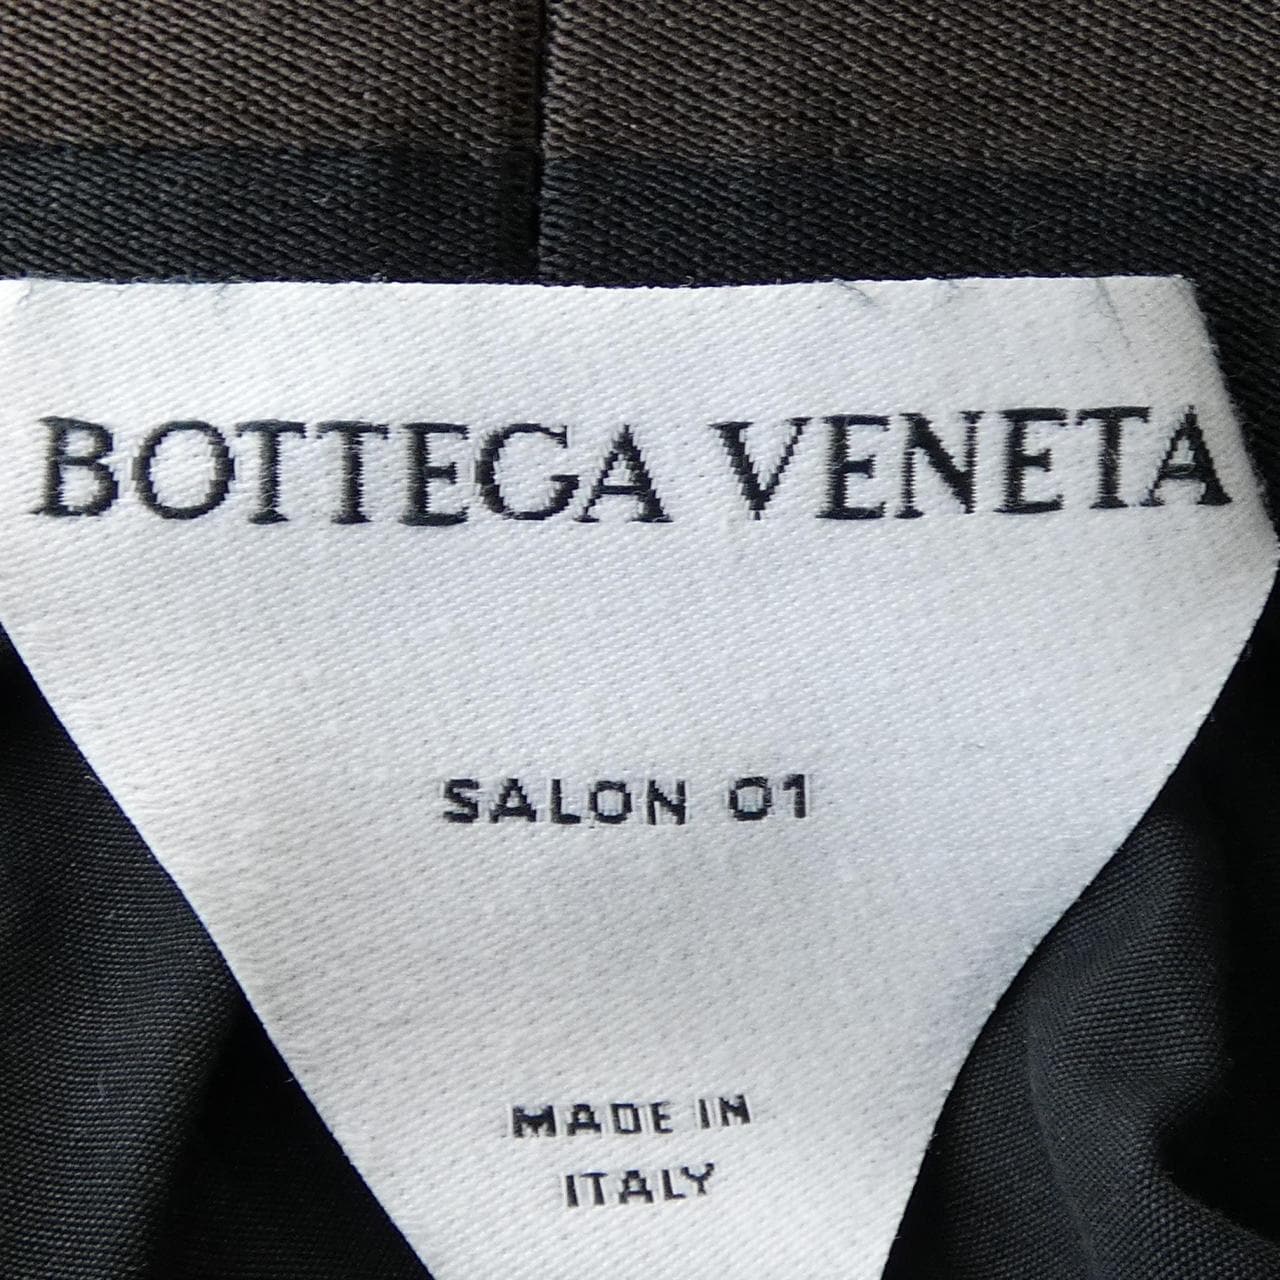 BOTTEGA VENETA
SALON 01
MADE IN
ITALY